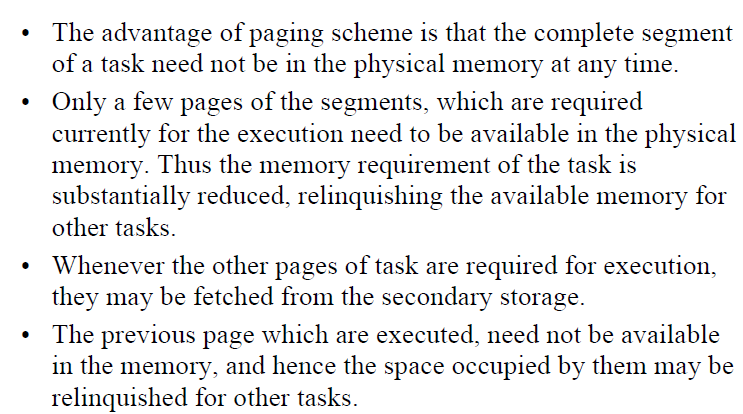 • The advantage of paging scheme is that the complete segment
of a task need not be in the physical memory at any time.
• Only a few pages of the segments, which are required
currently for the execution need to be available in the physical
memory. Thus the memory requirement of the task is
substantially reduced, relinquishing the available memory for
other tasks.
• Whenever the other pages of task are required for execution,
they may be fetched from the secondary storage.
• The previous page which are executed, need not be available
in the memory, and hence the space occupied by them may be
relinquished for other tasks.